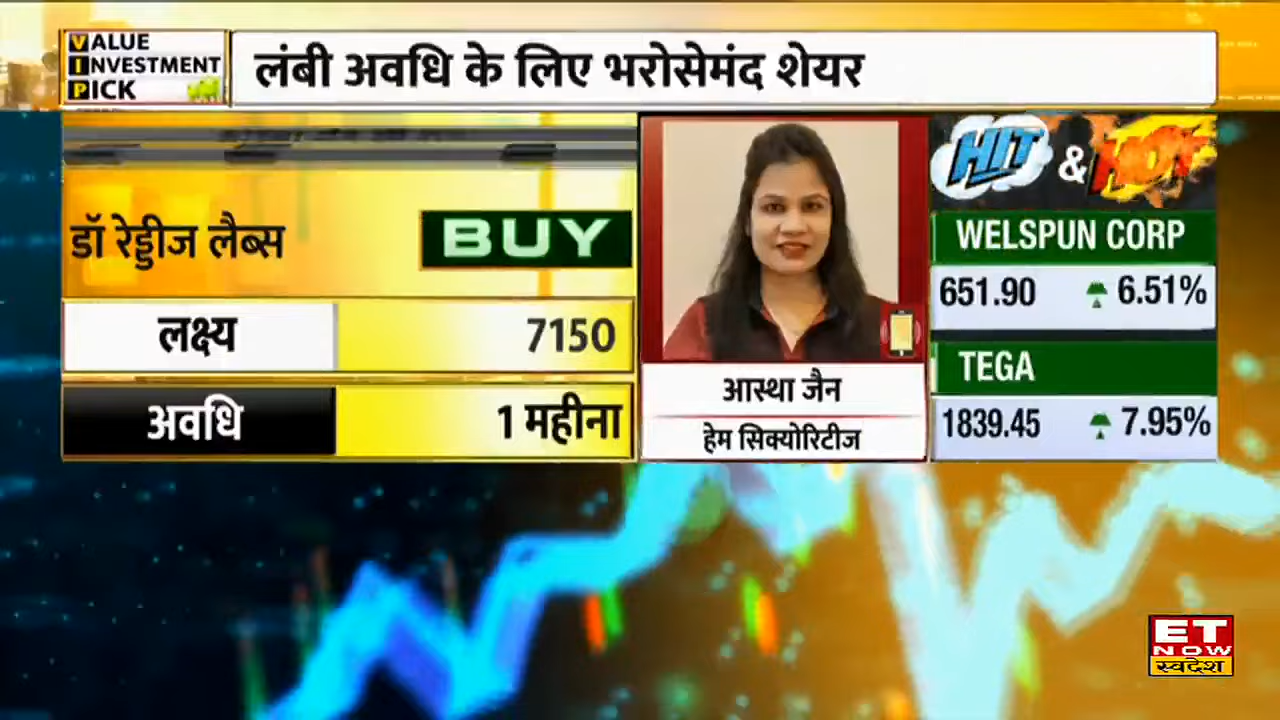 VALUE
INVESTMENT
PICK
लंबी अवधि के लिए भरोसेमंद शेयर
डॉ रेड्डीज लैब्स
BUY
लक्ष्य
7150
अवधि
1 महीना
आस्था जैन
हेम सिक्योरिटीज
HIT & HOT
WELSPUN CORP
651.90 6.51%
TEGA
1839.45 7.95%
ET
NOW
स्वदेश